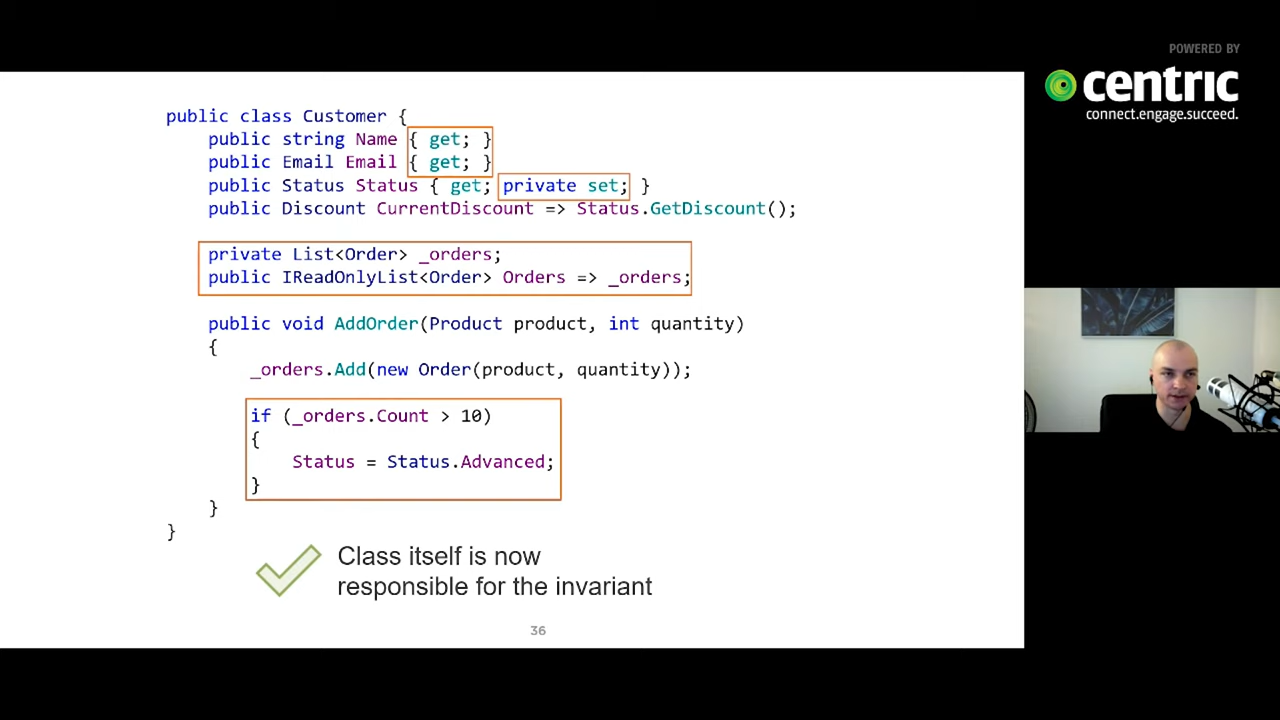 POWERED BY
centric
connect.engage.succeed.
public class Customer {
public string Name { get; }
public Email Email { get; }
public Status Status { get; private set; }
public Discount CurrentDiscount => Status.GetDiscount();
private List<Order> _orders;
public IReadOnlyList<Order> Orders => _orders;
public void AddOrder(Product product, int quantity)
{
_orders.Add(new Order(product, quantity));
if (_orders.Count > 10)
{
Status = Status.Advanced;
}
}
}
Class itself is now
responsible for the invariant
36